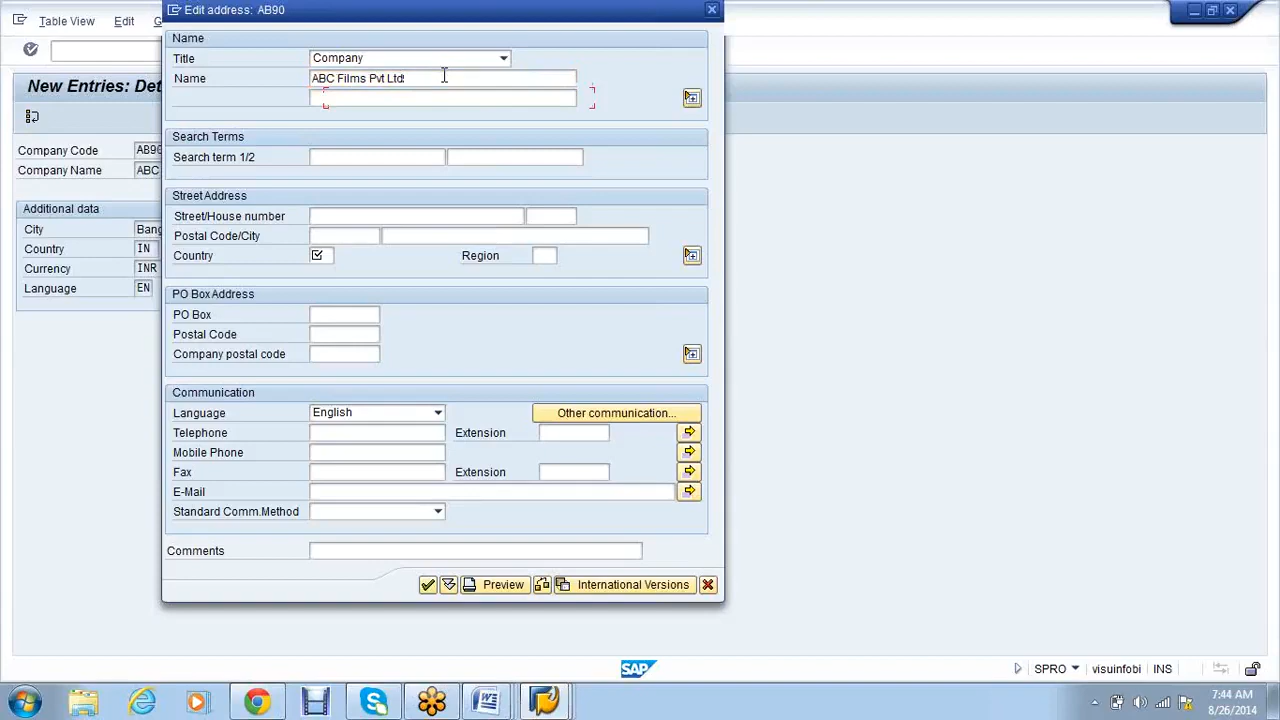 Edit address: AB90
Table View Edit G
New Entries: Det
Company Code AB90
Company Name ABC
Additional data
City Bang
Country IN
Currency INR
Language EN
Name
Title Company
Name ABC Films Pvt Ltd
Search Terms
Search term 1/2
Street Address
Street/House number
Postal Code/City
Country Region
PO Box Address
PO Box
Postal Code
Company postal code
Communication
Language English Other communication...
Telephone Extension
Mobile Phone
Fax Extension
E-Mail
Standard Comm.Method
Comments
Preview International Versions
SAP SPRO visuinfobi INS
7:44 AM
8/26/2014